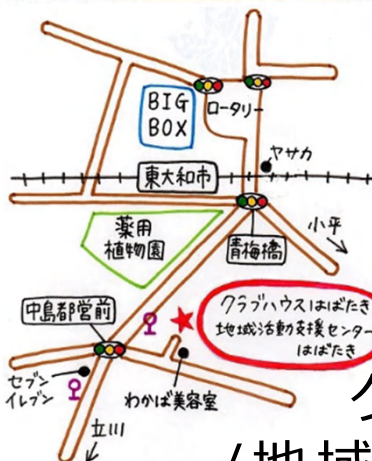 BIG
BOX
ロータリー
ヤサカ
東大和市
薬用
植物園
青梅橋
小平
クラブハウスはばたき
地域活動支援センター
はばたき
中島都営前
セブン
イレブン
わかば美容室
立川